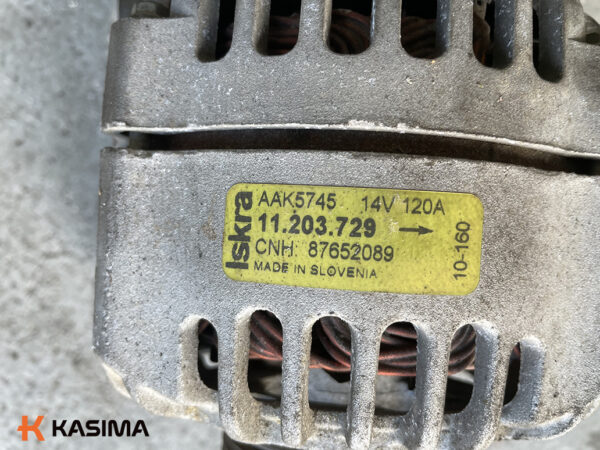 Iskra
AAK5745 14V 120A
11.203.729 →
CNH: 87652089
MADE IN SLOVENIA
10-160
KASIMA